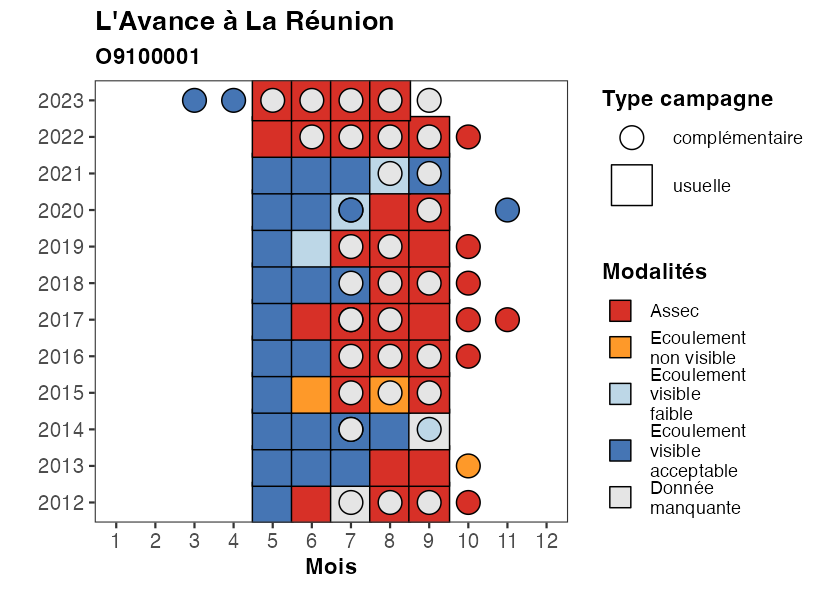 L'Avance à La Réunion
O9100001
2023
2022
2021
2020
2019
2018
2017
2016
2015
2014
2013
2012
1 2 3 4 5 6 7 8 9 10 11 12
Mois
Type campagne
complémentaire
usuelle
Modalités
Assec
Ecoulement
non visible
Ecoulement
visible
faible
Ecoulement
visible
acceptable
Donnée
manquante